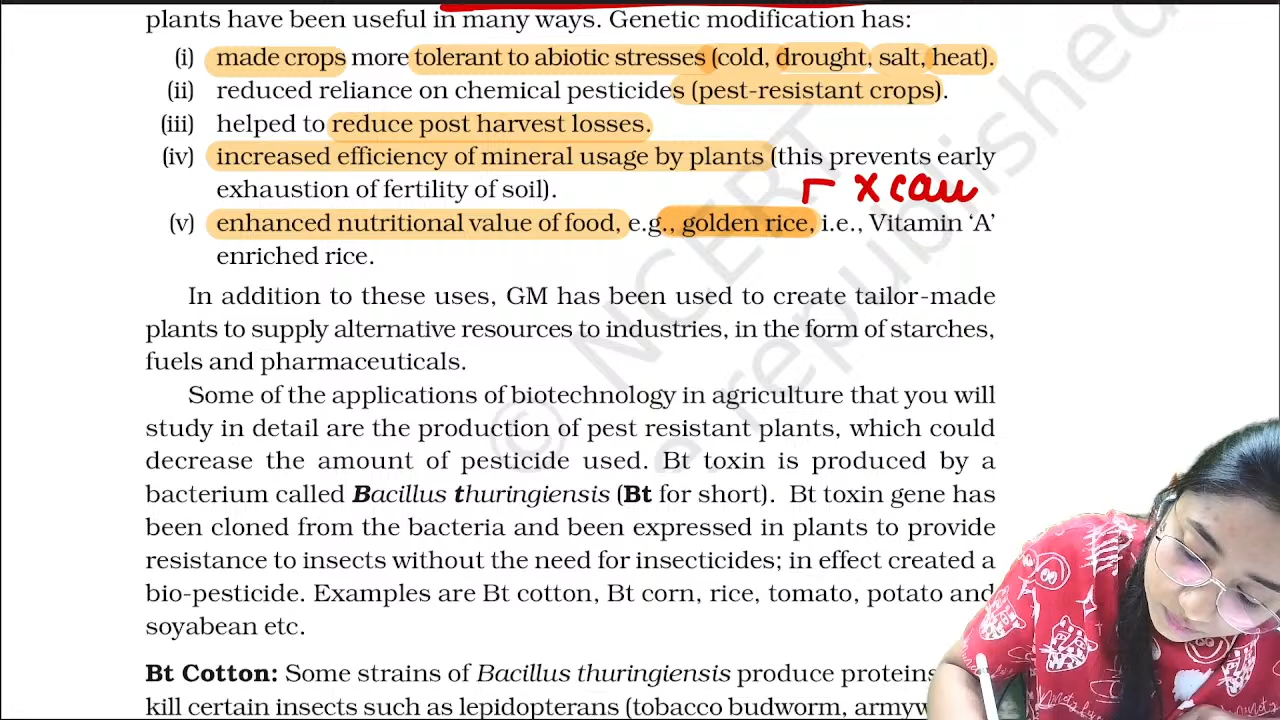 plants have been useful in many ways. Genetic modification has:
(i) made crops more tolerant to abiotic stresses (cold, drought, salt, heat).
(ii) reduced reliance on chemical pesticides (pest-resistant crops).
(iii) helped to reduce post harvest losses.
(iv) increased efficiency of mineral usage by plants (this prevents early
exhaustion of fertility of soil).
(v) enhanced nutritional value of food, e.g., golden rice, i.e., Vitamin ‘A’
enriched rice.
In addition to these uses, GM has been used to create tailor-made
plants to supply alternative resources to industries, in the form of starches,
fuels and pharmaceuticals.
Some of the applications of biotechnology in agriculture that you will
study in detail are the production of pest resistant plants, which could
decrease the amount of pesticide used. Bt toxin is produced by a
bacterium called Bacillus thuringiensis (Bt for short). Bt toxin gene has
been cloned from the bacteria and been expressed in plants to provide
resistance to insects without the need for insecticides; in effect created a
bio-pesticide. Examples are Bt cotton, Bt corn, rice, tomato, potato and
soyabean etc.
Bt Cotton: Some strains of Bacillus thuringiensis produce proteins
kill certain insects such as lepidopterans (tobacco budworm,
© NCERT
republished